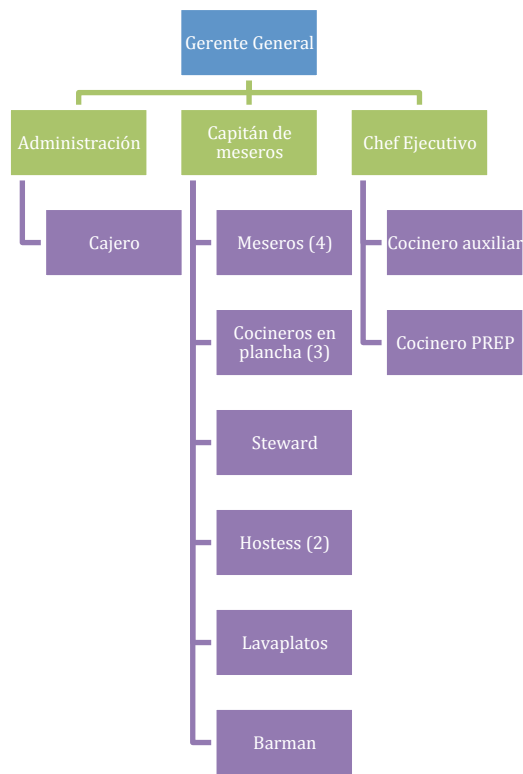 Gerente General
Administración
Capitán de
meseros
Chef Ejecutivo
Cajero
Meseros (4)
Cocineros en
plancha (3)
Steward
Hostess (2)
Lavaplatos
Barman
Cocinero auxiliar
Cocinero PREP